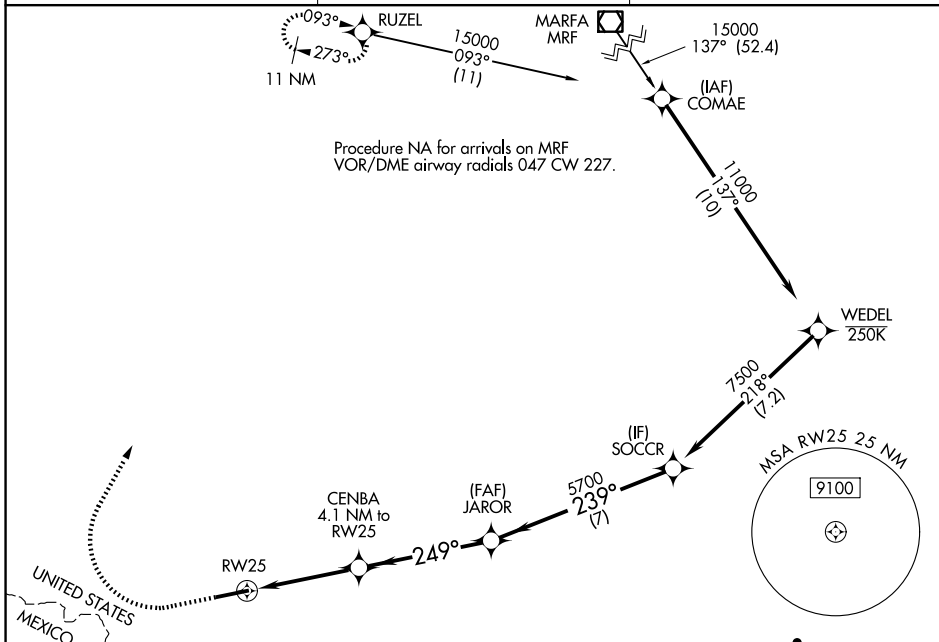 093°
273°
11 NM
RUZEL
15000
093°
(11)
MARFA
MRF
15000
137° (52.4)
(IAF)
COMAE
Procedure NA for arrivals on MRF
VOR/DME airway radials 047 CW 227.
11000
137°
(10)
WEDEL
250K
7500
218°
(7.2)
(IF)
SOCCR
MSA RW25 25 NM
9100
5700
239°
(7)
(FAF)
JAROR
CENBA
4.1 NM to
RW25
249°
RW25
UNITED STATES
MEXICO